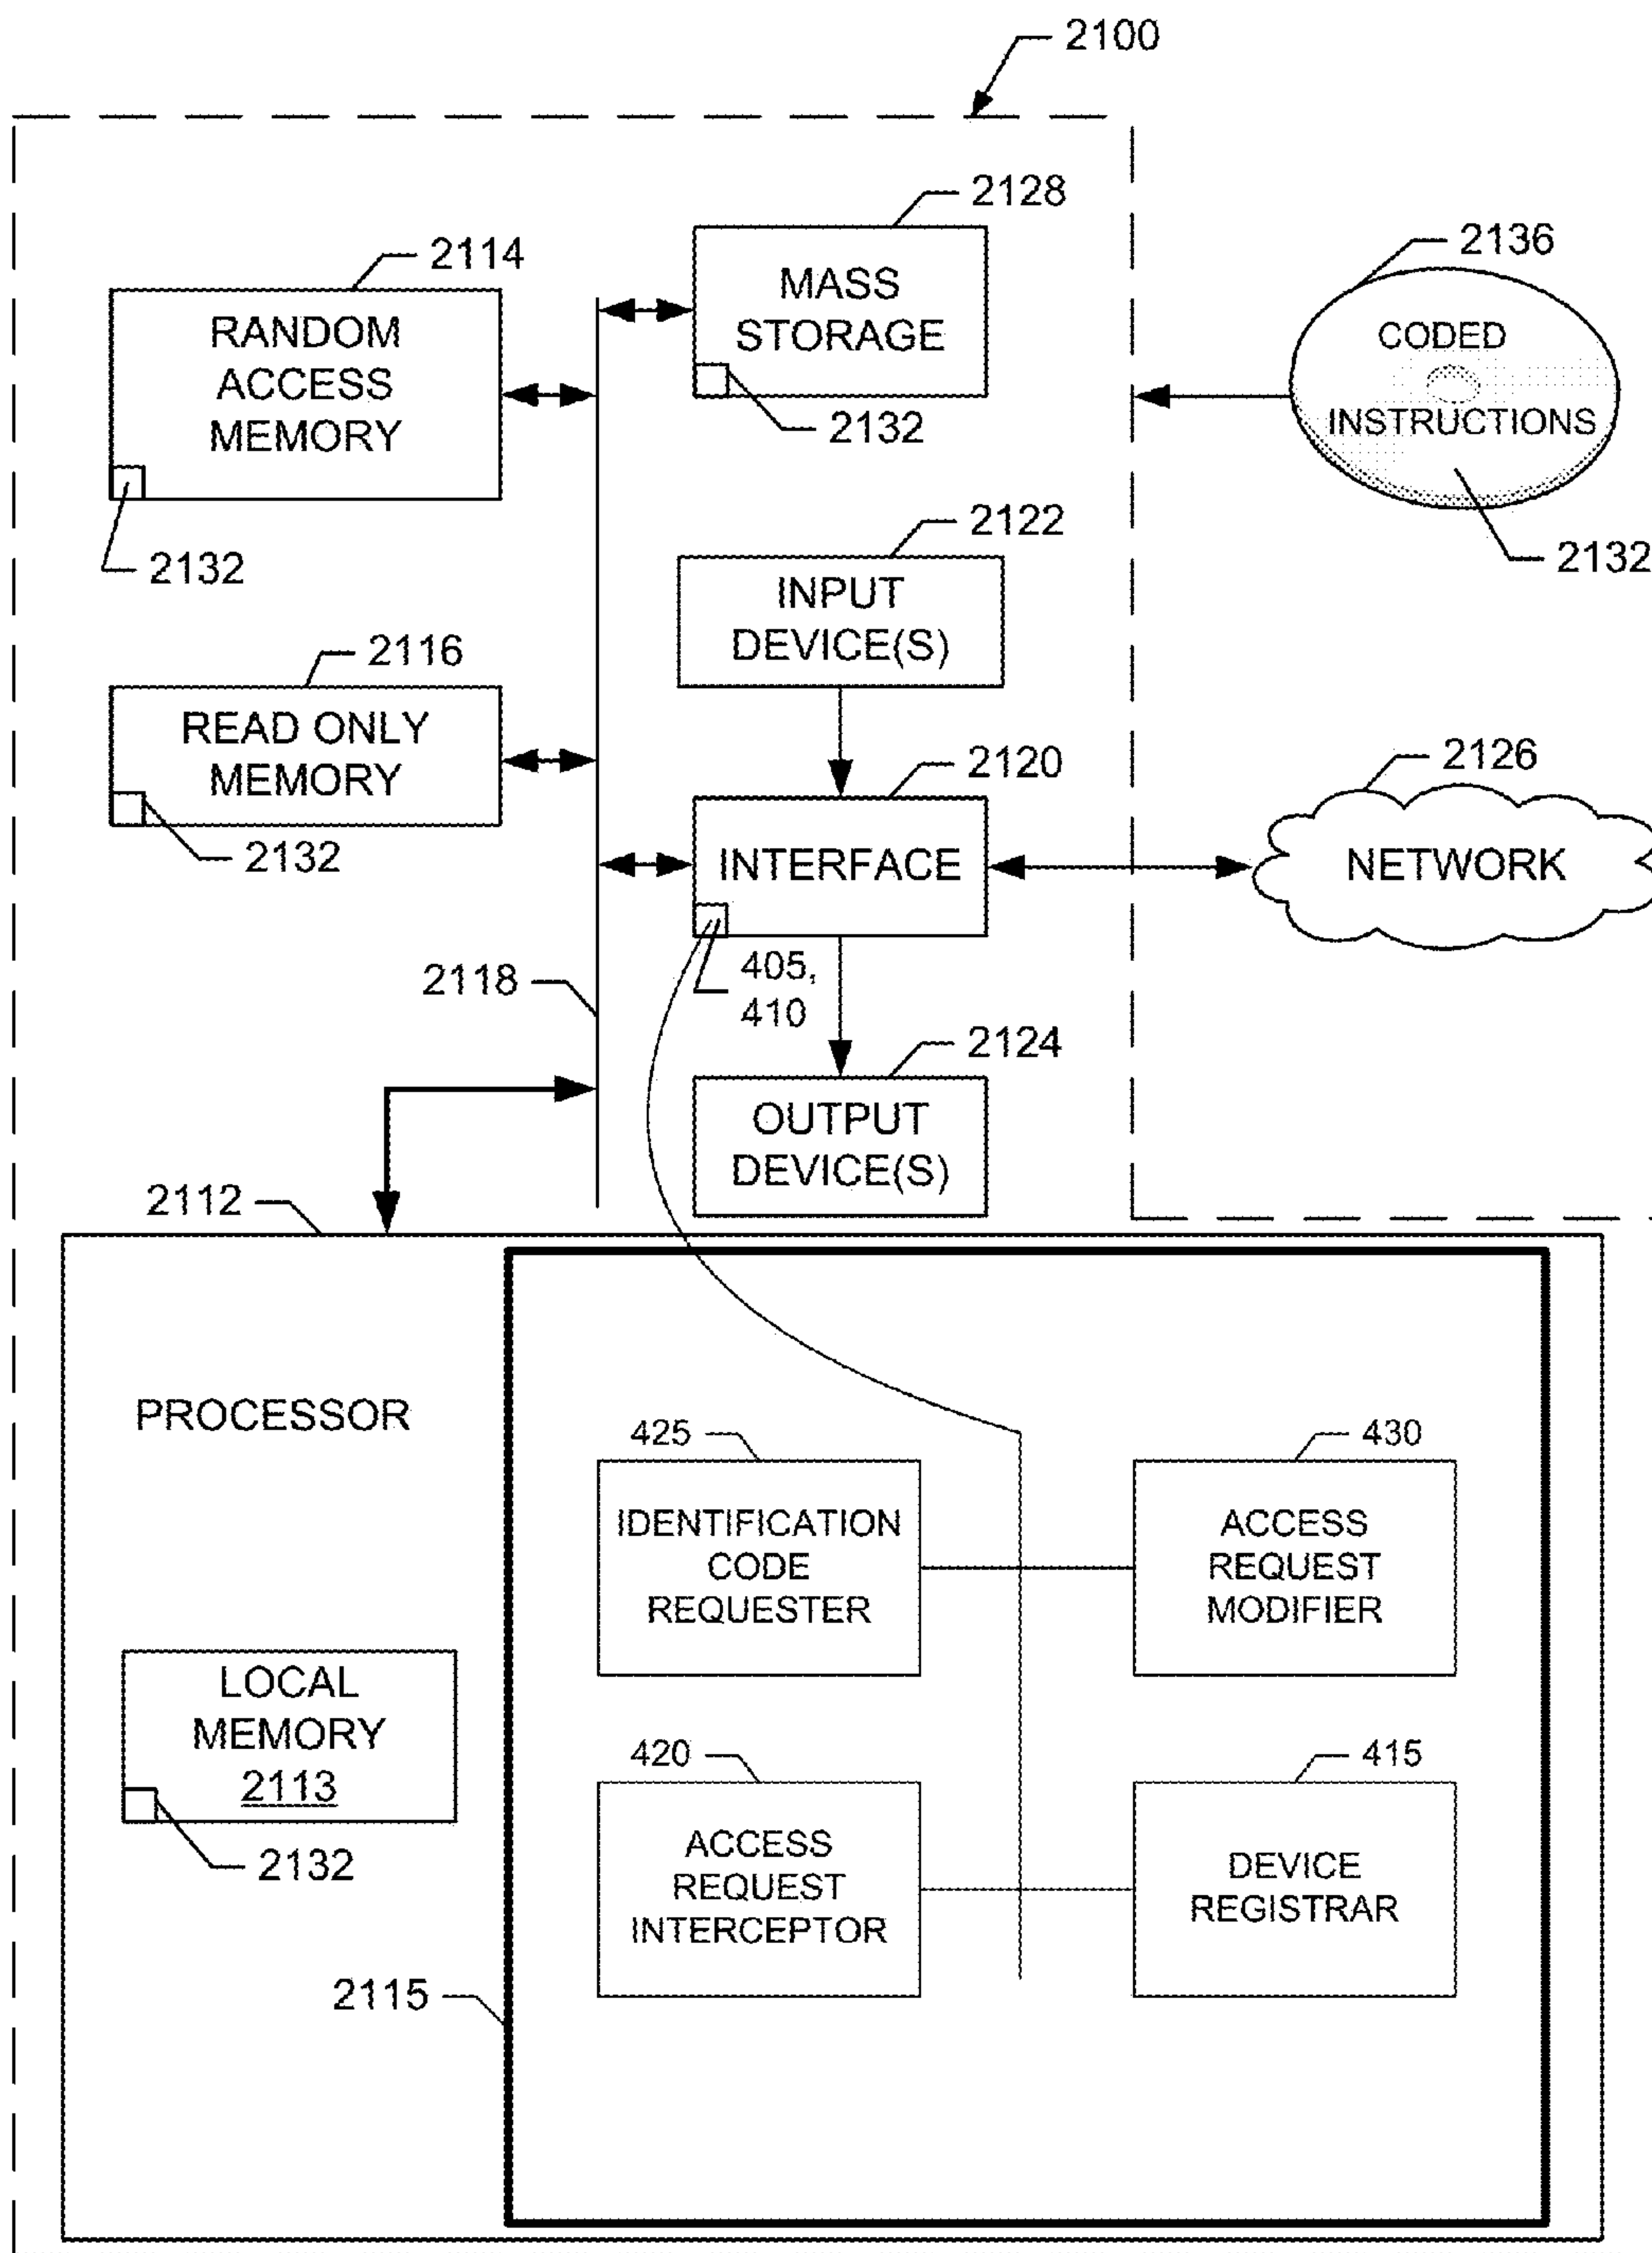 2100
2128
MASS
STORAGE
2132
2114
RANDOM
ACCESS
MEMORY
2132
2136
CODED
INSTRUCTIONS
2132
2122
INPUT
DEVICE(S)
2116
READ ONLY
MEMORY
2132
2120
INTERFACE
405,
410
2126
NETWORK
2118
2124
OUTPUT
DEVICE(S)
2112
PROCESSOR
LOCAL
MEMORY
2113
2132
425
IDENTIFICATION
CODE
REQUESTER
430
ACCESS
REQUEST
MODIFIER
420
ACCESS
REQUEST
INTERCEPTOR
415
DEVICE
REGISTRAR
2115